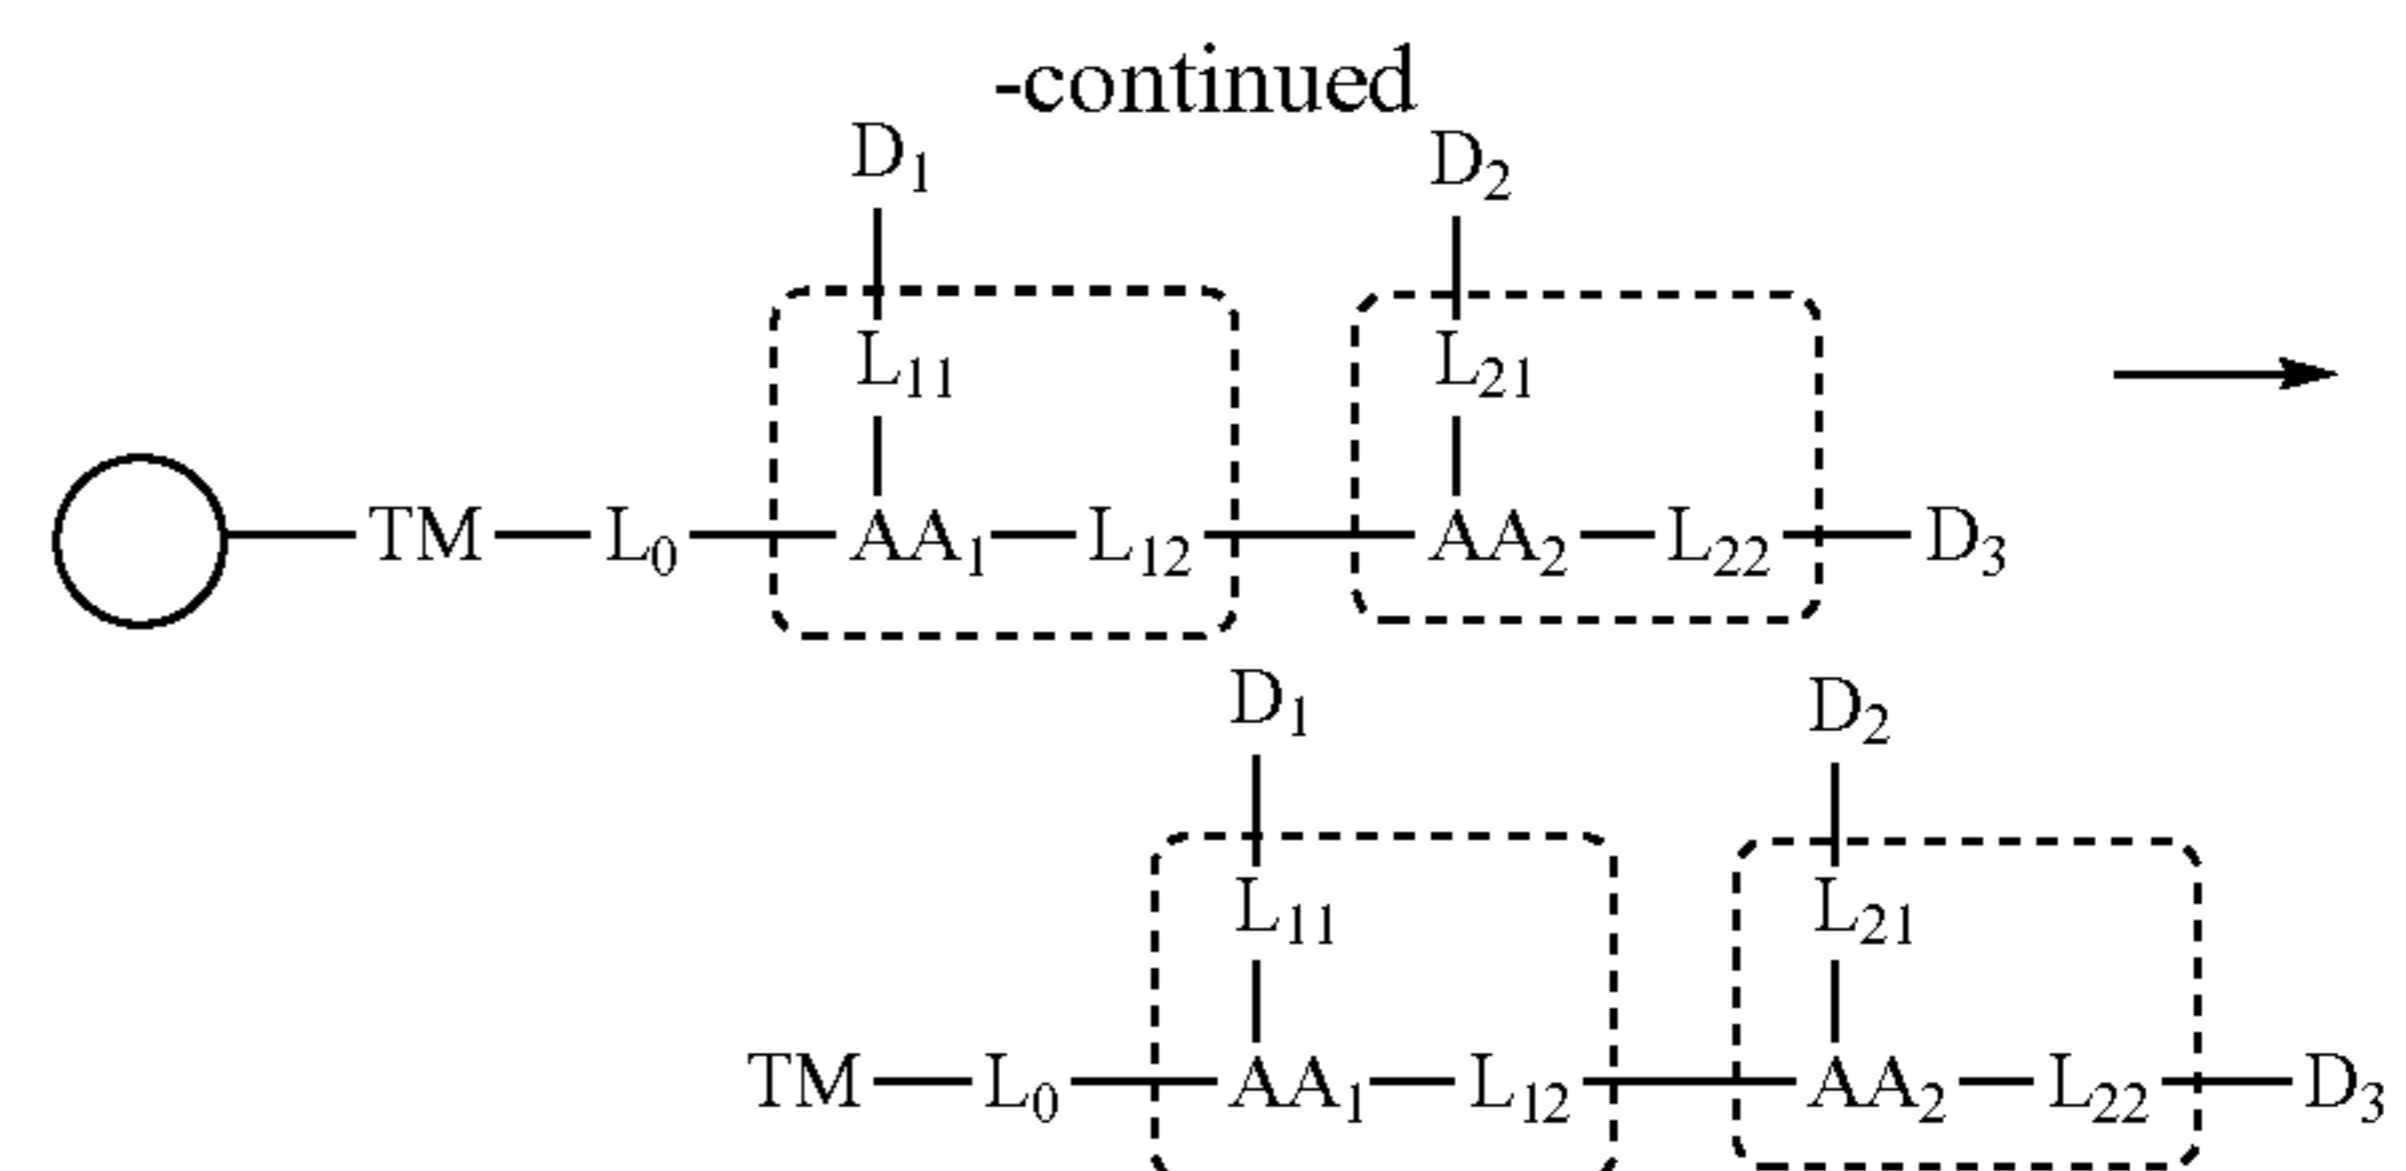 -continued
D₁ D₂
L₁₁ L₂₁
TM L₀ AA₁ L₁₂ AA₂ L₂₂ D₃
D₁ D₂
L₁₁ L₂₁
TM L₀ AA₁ L₁₂ AA₂ L₂₂ D₃